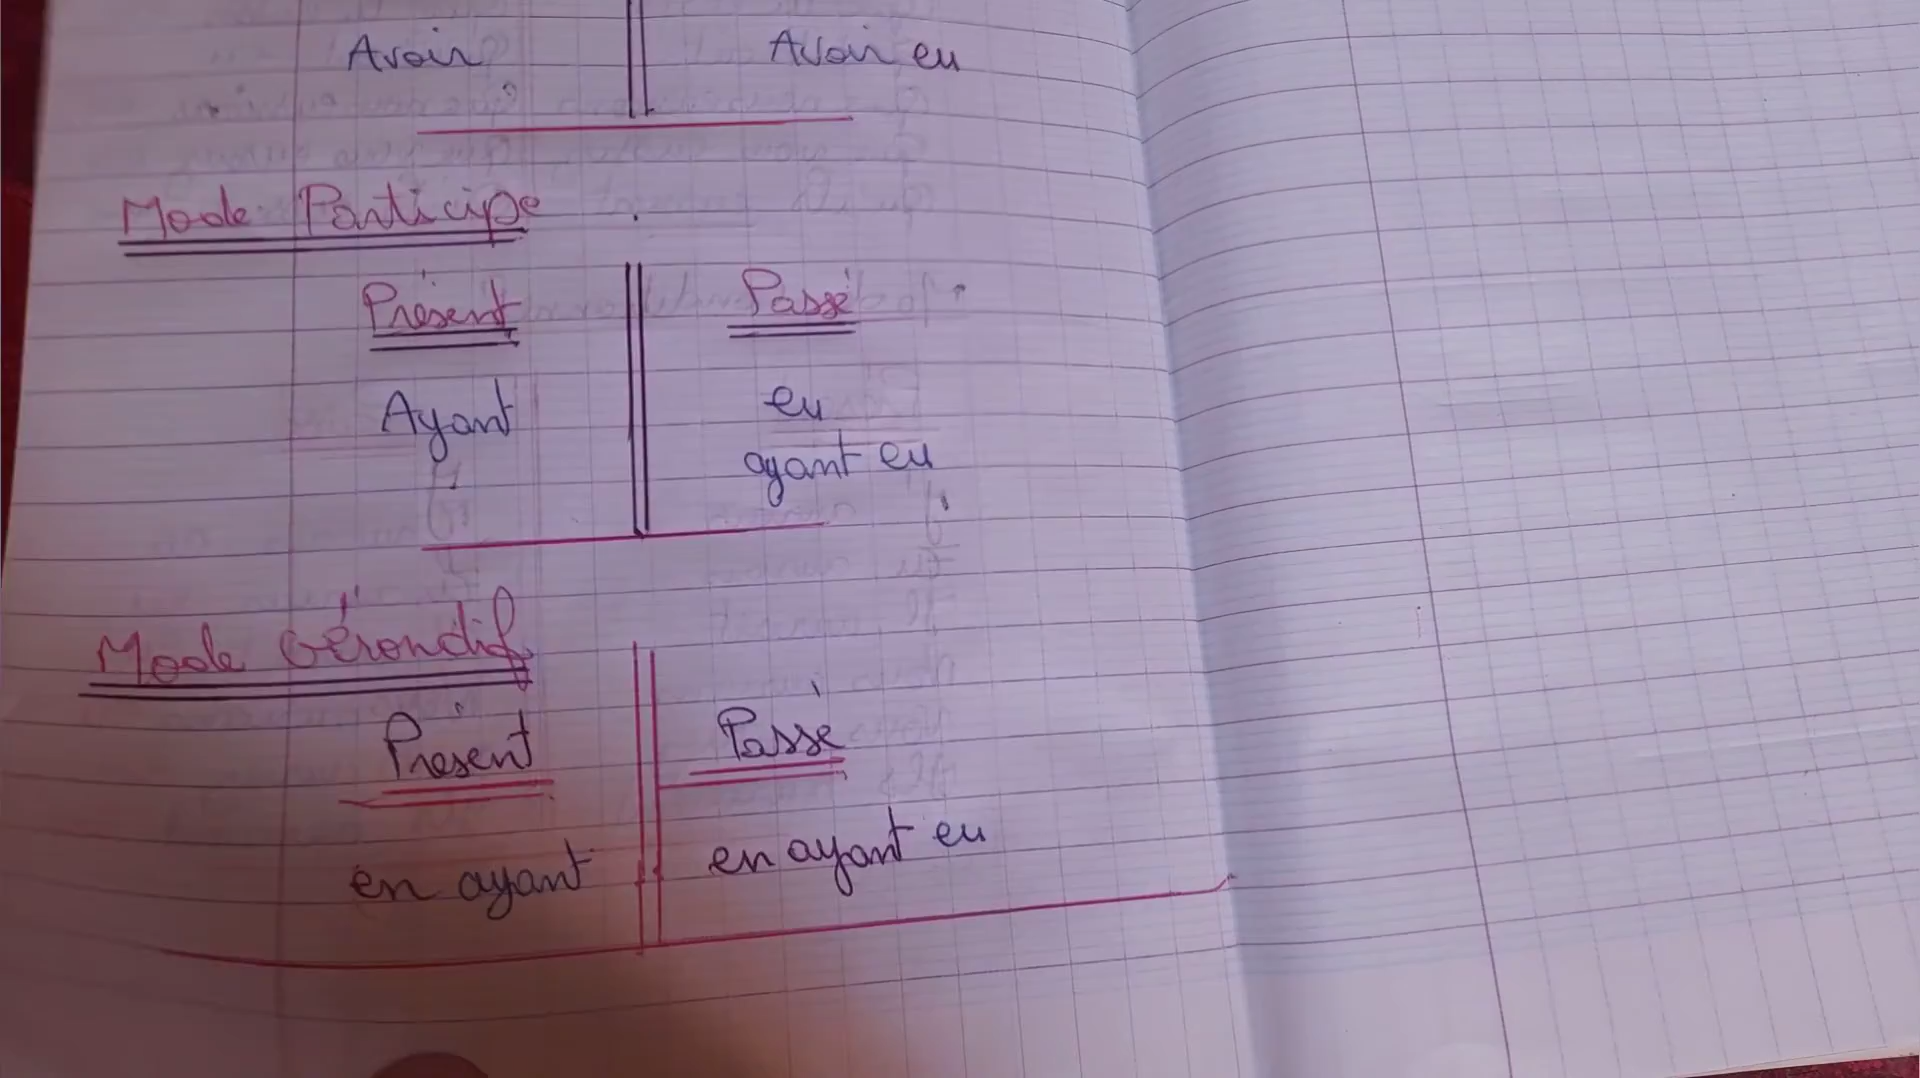 Avoir Avoir eu
Mode Participe
Présent Passé
Ayant eu
ayant eu
Mode Gérondif
Présent Passé
en ayant en ayant eu